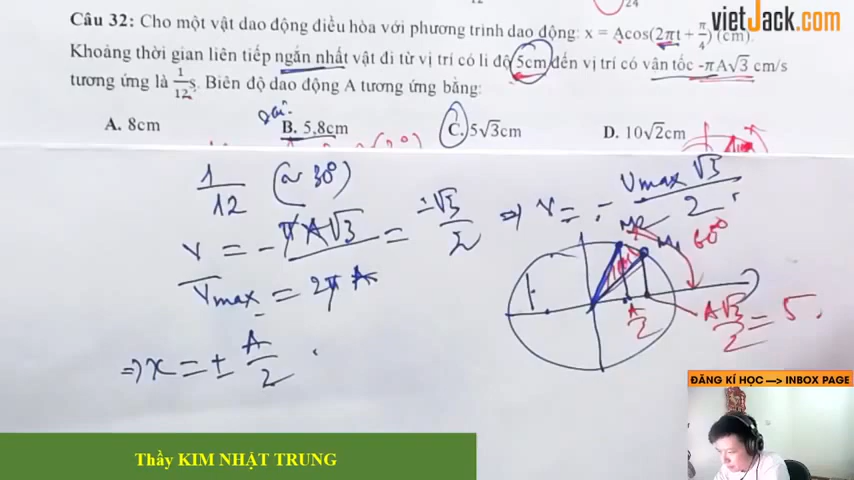 vietJack.com
24
Câu 32: Cho một vật dao động điều hòa với phương trình dao động: x = Acos(2πt + π/4) (cm).
Khoảng thời gian liên tiếp ngắn nhất vật đi từ vị trí có li độ 5cm đến vị trí có vân tốc -πA√3 cm/s
tương ứng là 1/12 s. Biên độ dao động A tương ứng bằng:
A. 8cm
B. 5,8cm
C. 5√3cm
D. 10√2cm
1/12 (~ 30°)
v/Vmax = -πA√3/2πA = ±√3/2 => v = - Vmax√3/2
=> x = ± A/2
M2
M1
60°
A/2
A√3/2 = 5
ĐĂNG KÍ HỌC —> INBOX PAGE
Thầy KIM NHẬT TRUNG